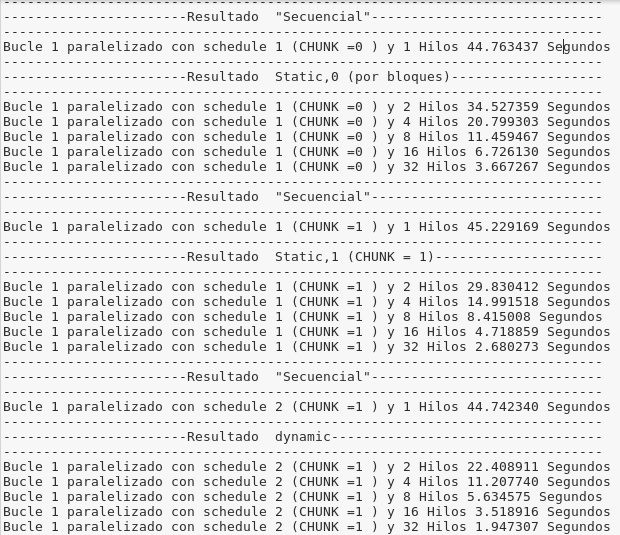 -----------------------Resultado  "Secuencial"-----------------------------
---------------------------------------------------------------------------
Bucle 1 paralelizado con schedule 1 (CHUNK =0 ) y 1 Hilos 44.763437 Segundos
---------------------------------------------------------------------------
-----------------------Resultado  Static,0 (por bloques)-------------------
---------------------------------------------------------------------------
Bucle 1 paralelizado con schedule 1 (CHUNK =0 ) y 2 Hilos 34.527359 Segundos
Bucle 1 paralelizado con schedule 1 (CHUNK =0 ) y 4 Hilos 20.799303 Segundos
Bucle 1 paralelizado con schedule 1 (CHUNK =0 ) y 8 Hilos 11.459467 Segundos
Bucle 1 paralelizado con schedule 1 (CHUNK =0 ) y 16 Hilos 6.726130 Segundos
Bucle 1 paralelizado con schedule 1 (CHUNK =0 ) y 32 Hilos 3.667267 Segundos
---------------------------------------------------------------------------
-----------------------Resultado  "Secuencial"-----------------------------
---------------------------------------------------------------------------
Bucle 1 paralelizado con schedule 1 (CHUNK =1 ) y 1 Hilos 45.229169 Segundos
---------------------------------------------------------------------------
-----------------------Resultado  Static,1 (CHUNK = 1)---------------------
---------------------------------------------------------------------------
Bucle 1 paralelizado con schedule 1 (CHUNK =1 ) y 2 Hilos 29.830412 Segundos
Bucle 1 paralelizado con schedule 1 (CHUNK =1 ) y 4 Hilos 14.991518 Segundos
Bucle 1 paralelizado con schedule 1 (CHUNK =1 ) y 8 Hilos 8.415008 Segundos
Bucle 1 paralelizado con schedule 1 (CHUNK =1 ) y 16 Hilos 4.718859 Segundos
Bucle 1 paralelizado con schedule 1 (CHUNK =1 ) y 32 Hilos 2.680273 Segundos
---------------------------------------------------------------------------
-----------------------Resultado  "Secuencial"-----------------------------
---------------------------------------------------------------------------
Bucle 1 paralelizado con schedule 2 (CHUNK =1 ) y 1 Hilos 44.742340 Segundos
---------------------------------------------------------------------------
-----------------------Resultado  dynamic----------------------------------
---------------------------------------------------------------------------
Bucle 1 paralelizado con schedule 2 (CHUNK =1 ) y 2 Hilos 22.408911 Segundos
Bucle 1 paralelizado con schedule 2 (CHUNK =1 ) y 4 Hilos 11.207740 Segundos
Bucle 1 paralelizado con schedule 2 (CHUNK =1 ) y 8 Hilos 5.634575 Segundos
Bucle 1 paralelizado con schedule 2 (CHUNK =1 ) y 16 Hilos 3.518916 Segundos
Bucle 1 paralelizado con schedule 2 (CHUNK =1 ) y 32 Hilos 1.947307 Segundos